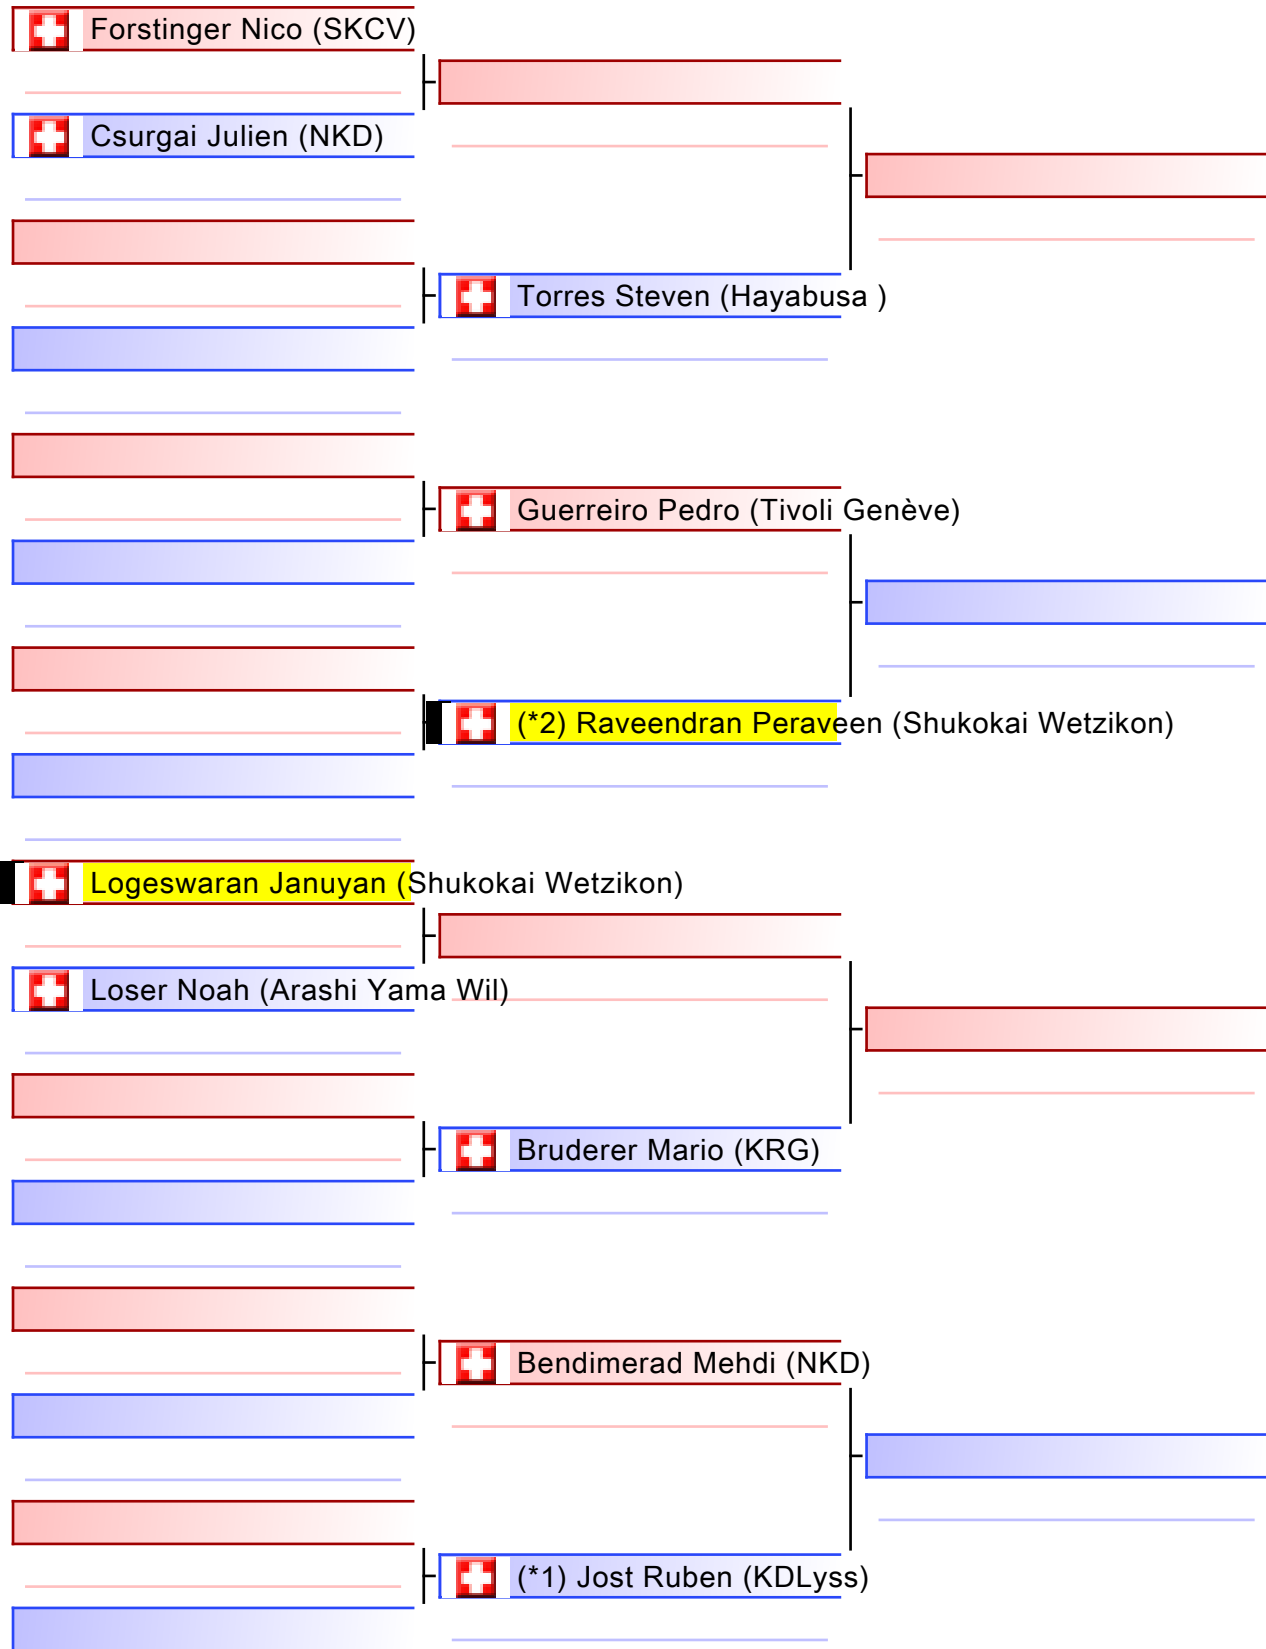 Forstinger Nico (SKCV)
Csurgai Julien (NKD)
Torres Steven (Hayabusa )
Guerreiro Pedro (Tivoli Genève)
(*2) Raveendran Peraveen (Shukokai Wetzikon)
Logeswaran Januyan (Shukokai Wetzikon)
Loser Noah (Arashi Yama Wil)
Bruderer Mario (KRG)
Bendimerad Mehdi (NKD)
(*1) Jost Ruben (KDLyss)